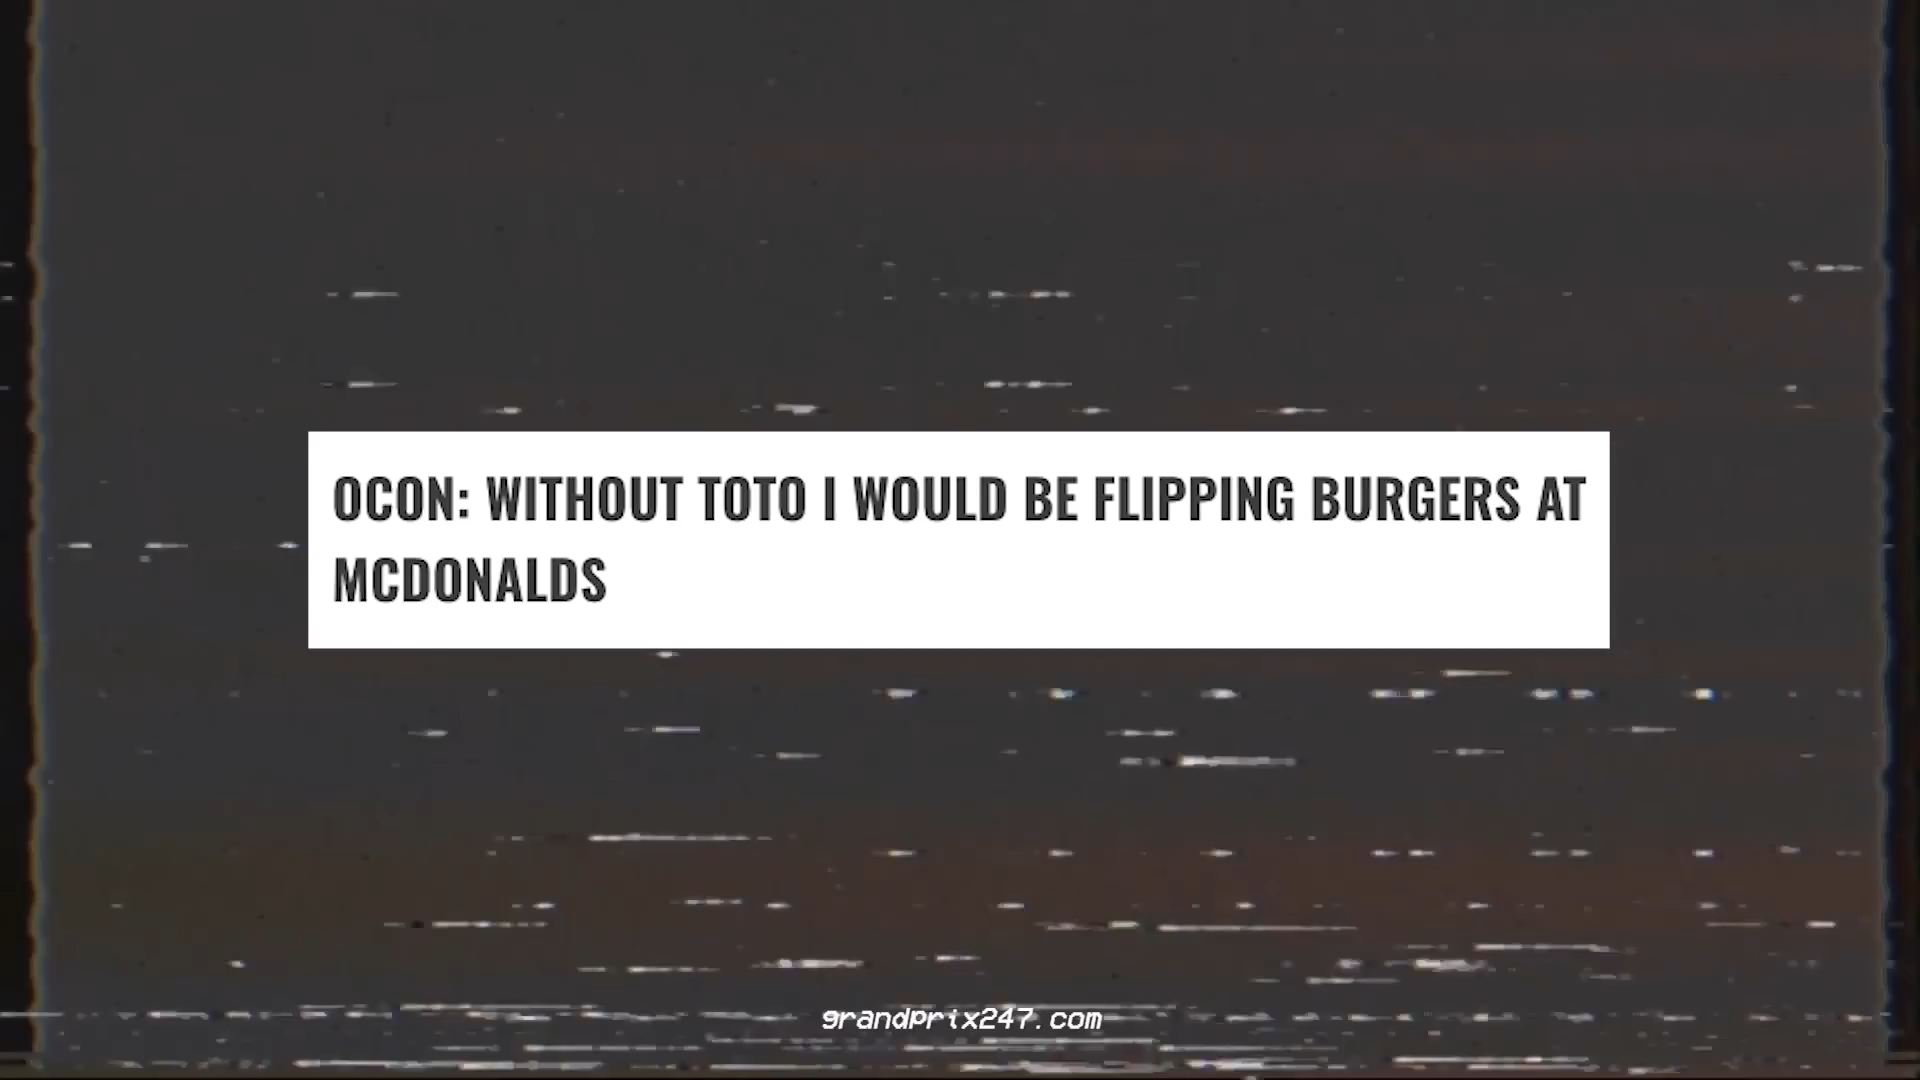 OCON: WITHOUT TOTO I WOULD BE FLIPPING BURGERS AT
MCDONALDS
grandprix247.com